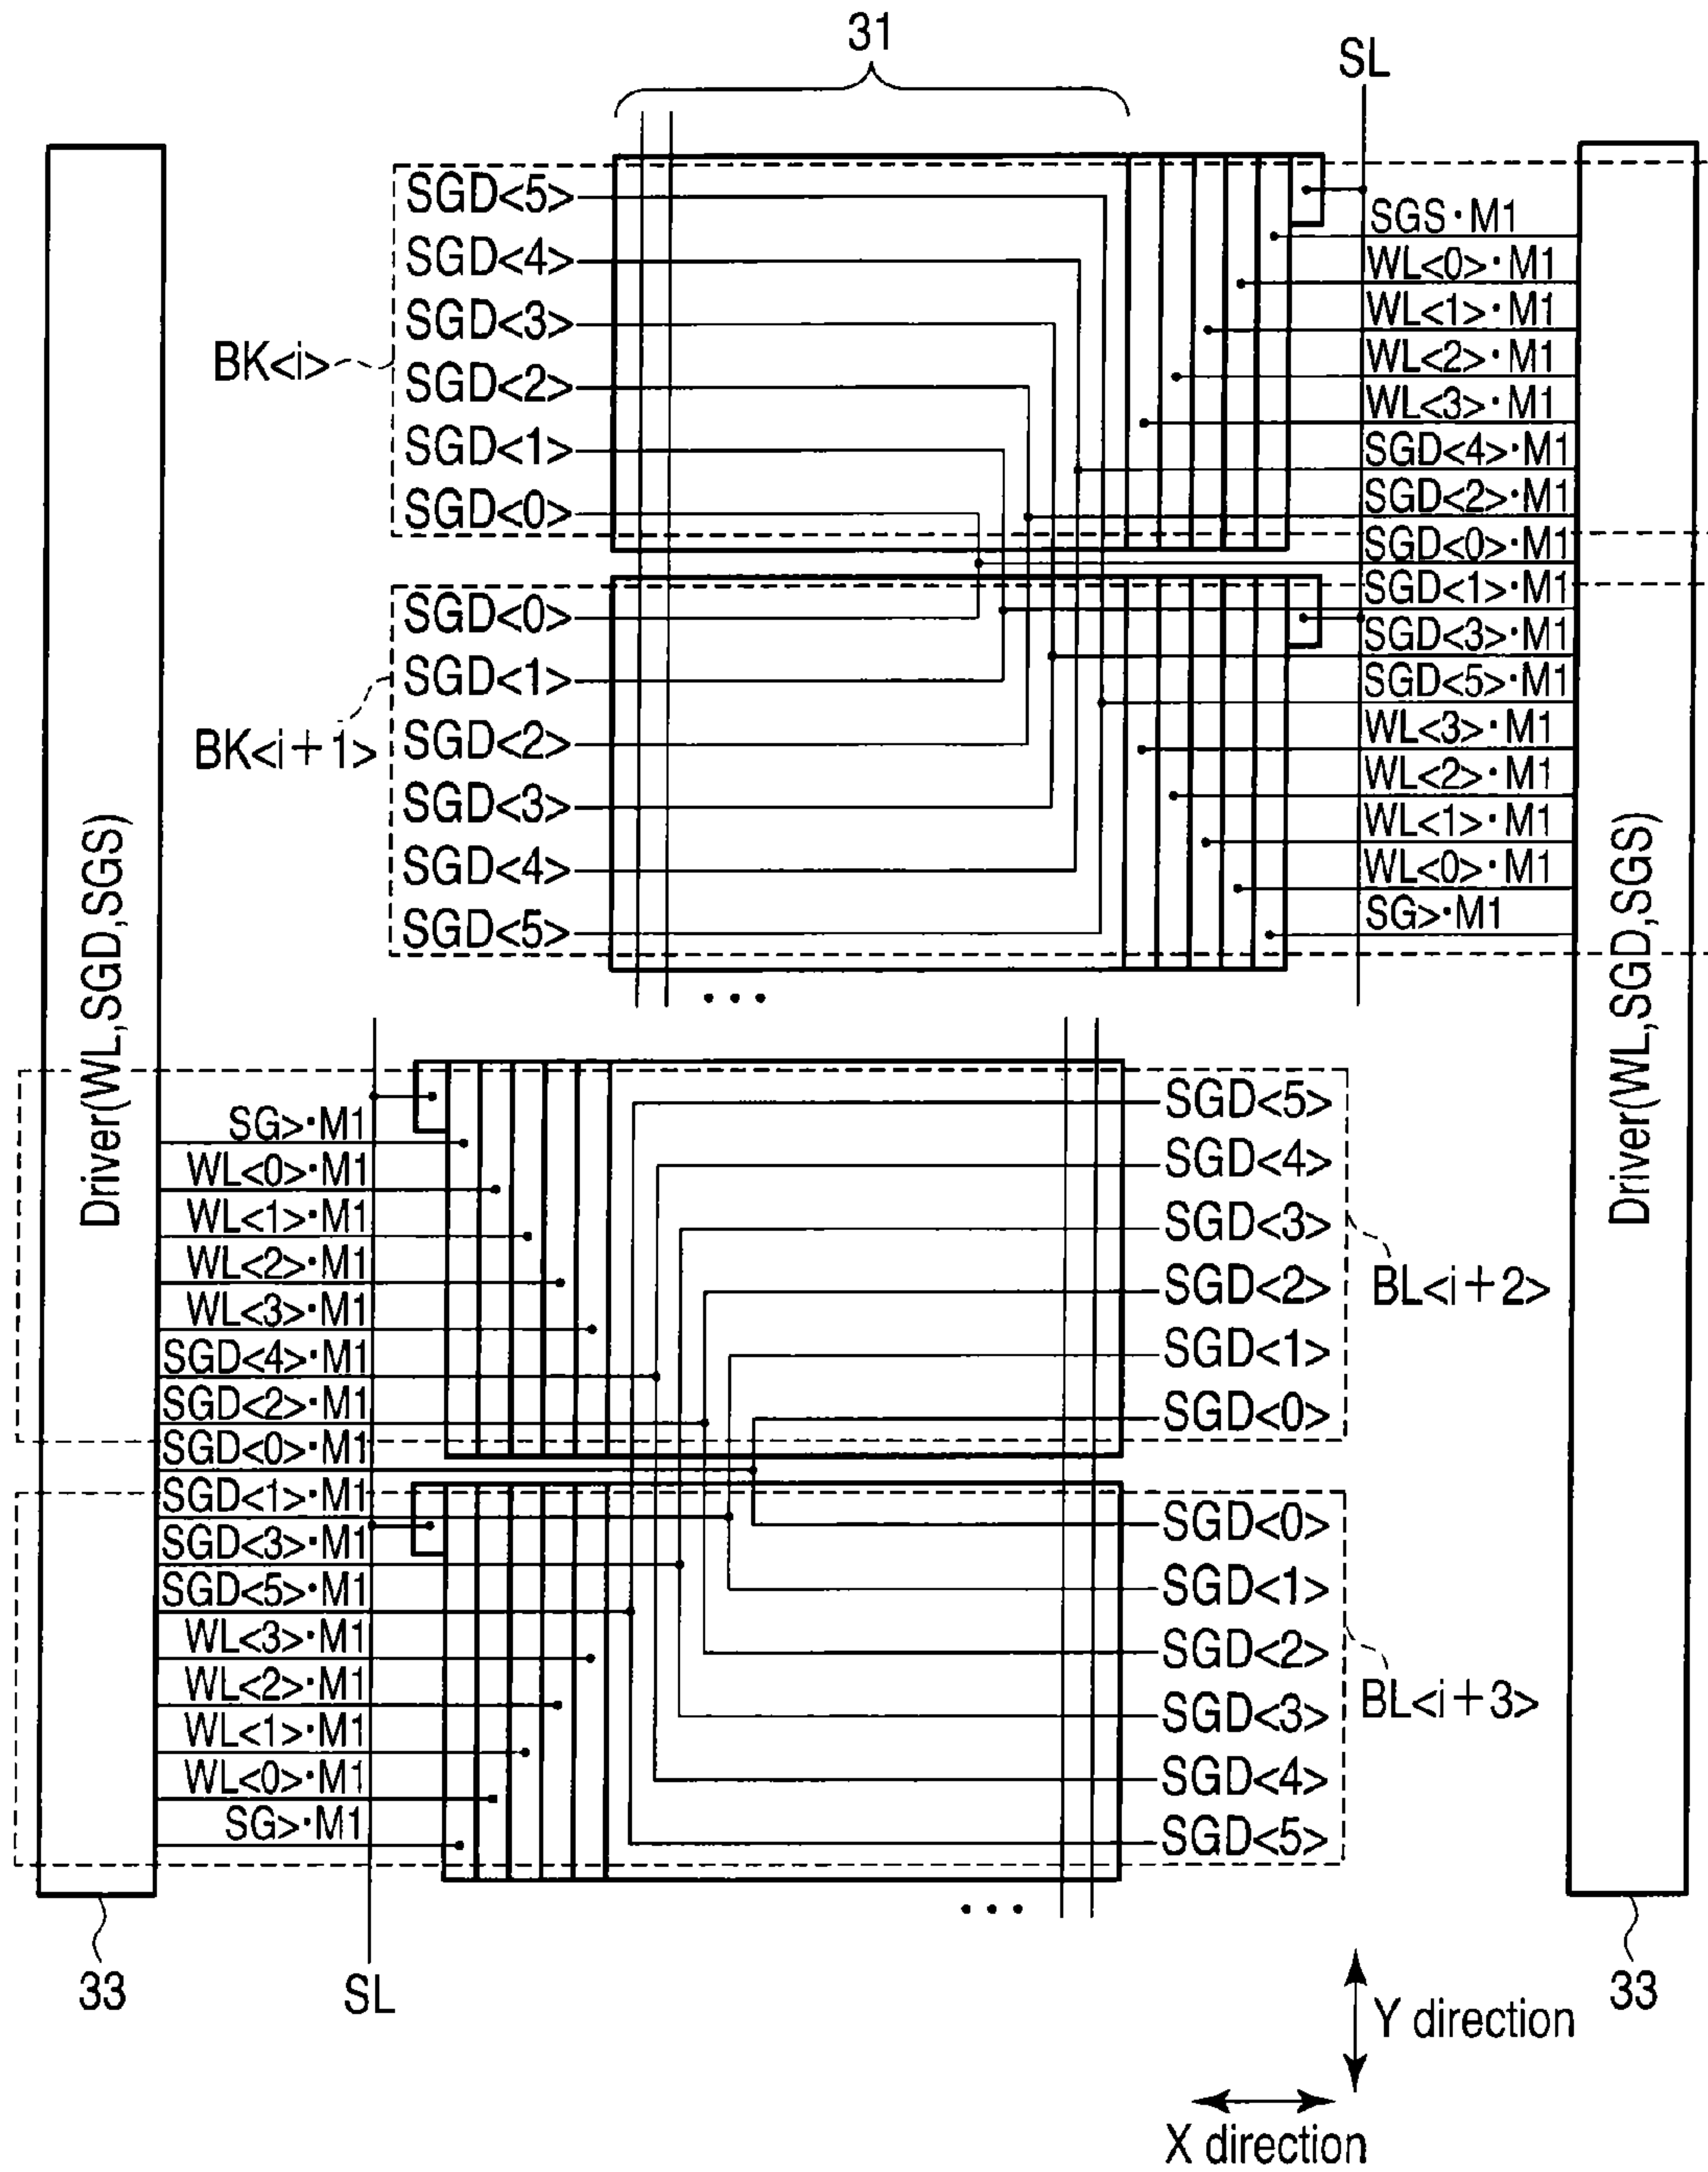 31
SL
SGD<5>
SGD<4>
SGD<3>
BK<i>
SGD<2>
SGD<1>
SGD<0>
SGS·M1
WL<0>·M1
WL<1>·M1
WL<2>·M1
WL<3>·M1
SGD<4>·M1
SGD<2>·M1
SGD<0>·M1
SGD<1>·M1
SGD<3>·M1
SGD<5>·M1
WL<3>·M1
WL<2>·M1
WL<1>·M1
WL<0>·M1
SG>·M1
SGD<0>
SGD<1>
BK<i+1>
SGD<2>
SGD<3>
SGD<4>
SGD<5>
Driver(WL,SGD,SGS)
Driver(WL,SGD,SGS)
...
SG>·M1
WL<0>·M1
WL<1>·M1
WL<2>·M1
WL<3>·M1
SGD<4>·M1
SGD<2>·M1
SGD<0>·M1
SGD<1>·M1
SGD<3>·M1
SGD<5>·M1
WL<3>·M1
WL<2>·M1
WL<1>·M1
WL<0>·M1
SG>·M1
SGD<5>
SGD<4>
SGD<3>
BL<i+2>
SGD<2>
SGD<1>
SGD<0>
SGD<0>
SGD<1>
SGD<2>
BL<i+3>
SGD<3>
SGD<4>
SGD<5>
...
33
SL
33
Y direction
X direction